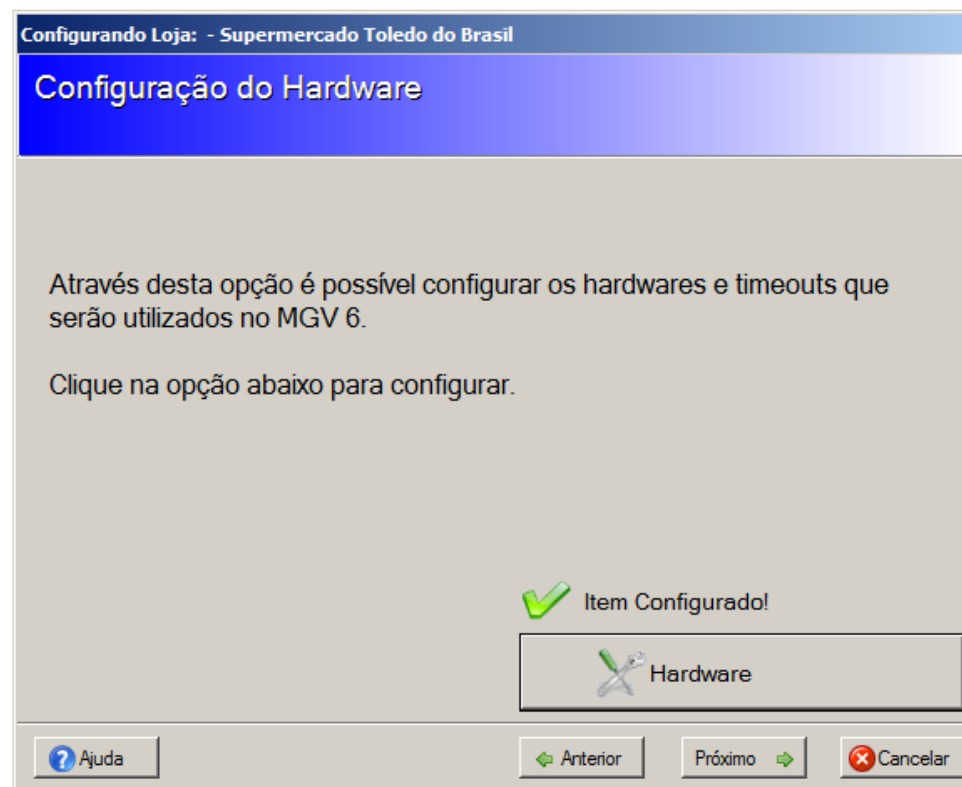 Configurando Loja: - Supermercado Toledo do Brasil
Configuração do Hardware
Através desta opção é possível configurar os hardwares e timeouts que
serão utilizados no MGV 6.
Clique na opção abaixo para configurar.
Item Configurado!
Hardware
Ajuda
Anterior
Próximo
Cancelar